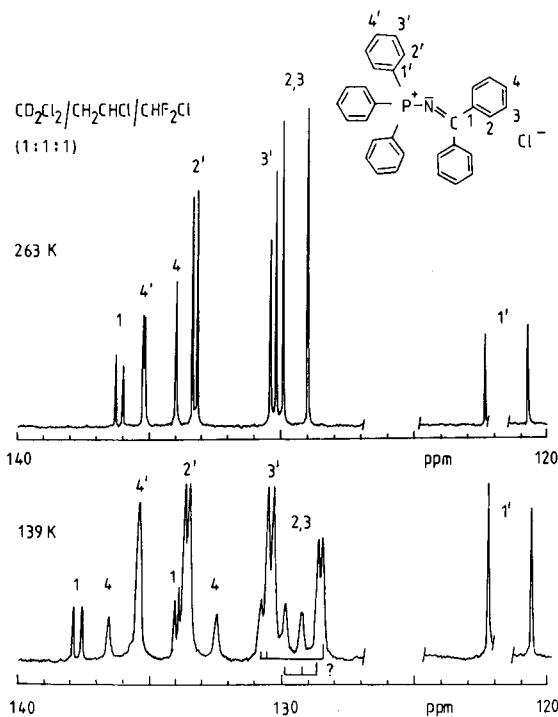 4' 3'
2'
1'
4
3
2
1
P + N
C
Cl −
CD2Cl2/CH2CHCl/CHF2Cl
(1:1:1)
263 K
1 4' 4 2' 3' 2,3 1'
140 130 ppm 120
139 K
1 4 4' 1 2' 4 3' 2,3 1'
?
140 130 ppm 120